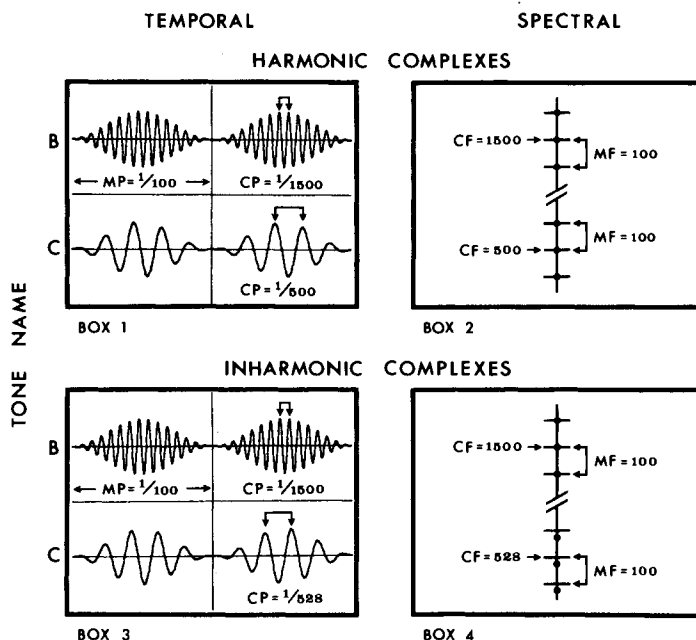 TEMPORAL SPECTRAL
HARMONIC COMPLEXES
B
MP = 1/100 CP = 1/1500
C
CP = 1/500
BOX 1
CF = 1500
MF = 100
MF = 100
CF = 500
BOX 2
TONE NAME
INHARMONIC COMPLEXES
B
MP = 1/100 CP = 1/1500
C
CP = 1/528
BOX 3
CF = 1500
MF = 100
CF = 528
MF = 100
BOX 4